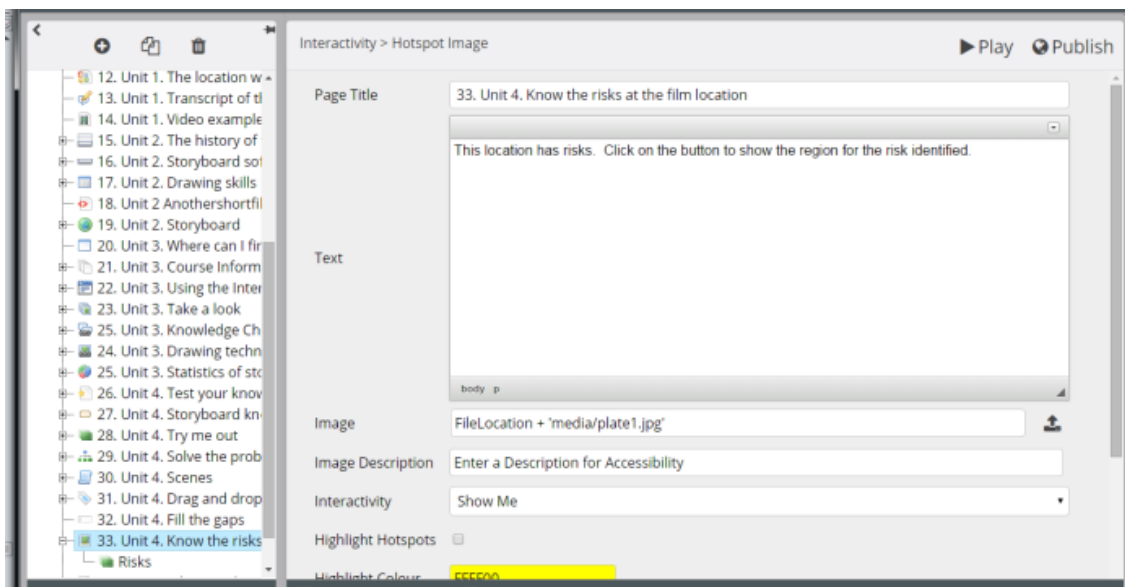 12. Unit 1. The location w
13. Unit 1. Transcript of tl
14. Unit 1. Video example
15. Unit 2. The history of
16. Unit 2. Storyboard sof
17. Unit 2. Drawing skills
18. Unit 2 Anothershortfil
19. Unit 2. Storyboard
20. Unit 3. Where can I fir
21. Unit 3. Course Inform
22. Unit 3. Using the Inter
23. Unit 3. Take a look
25. Unit 3. Knowledge Ch
24. Unit 3. Drawing techn
25. Unit 3. Statistics of sto
26. Unit 4. Test your know
27. Unit 4. Storyboard kn
28. Unit 4. Try me out
29. Unit 4. Solve the prob
30. Unit 4. Scenes
31. Unit 4. Drag and drop
32. Unit 4. Fill the gaps
33. Unit 4. Know the risks
Risks
Interactivity > Hotspot Image
Play Publish
Page Title 33. Unit 4. Know the risks at the film location
This location has risks. Click on the button to show the region for the risk identified.
Text
body p
Image FileLocation + 'media/plate1.jpg'
Image Description Enter a Description for Accessibility
Interactivity Show Me
Highlight Hotspots
Highlight Colour FFFF00